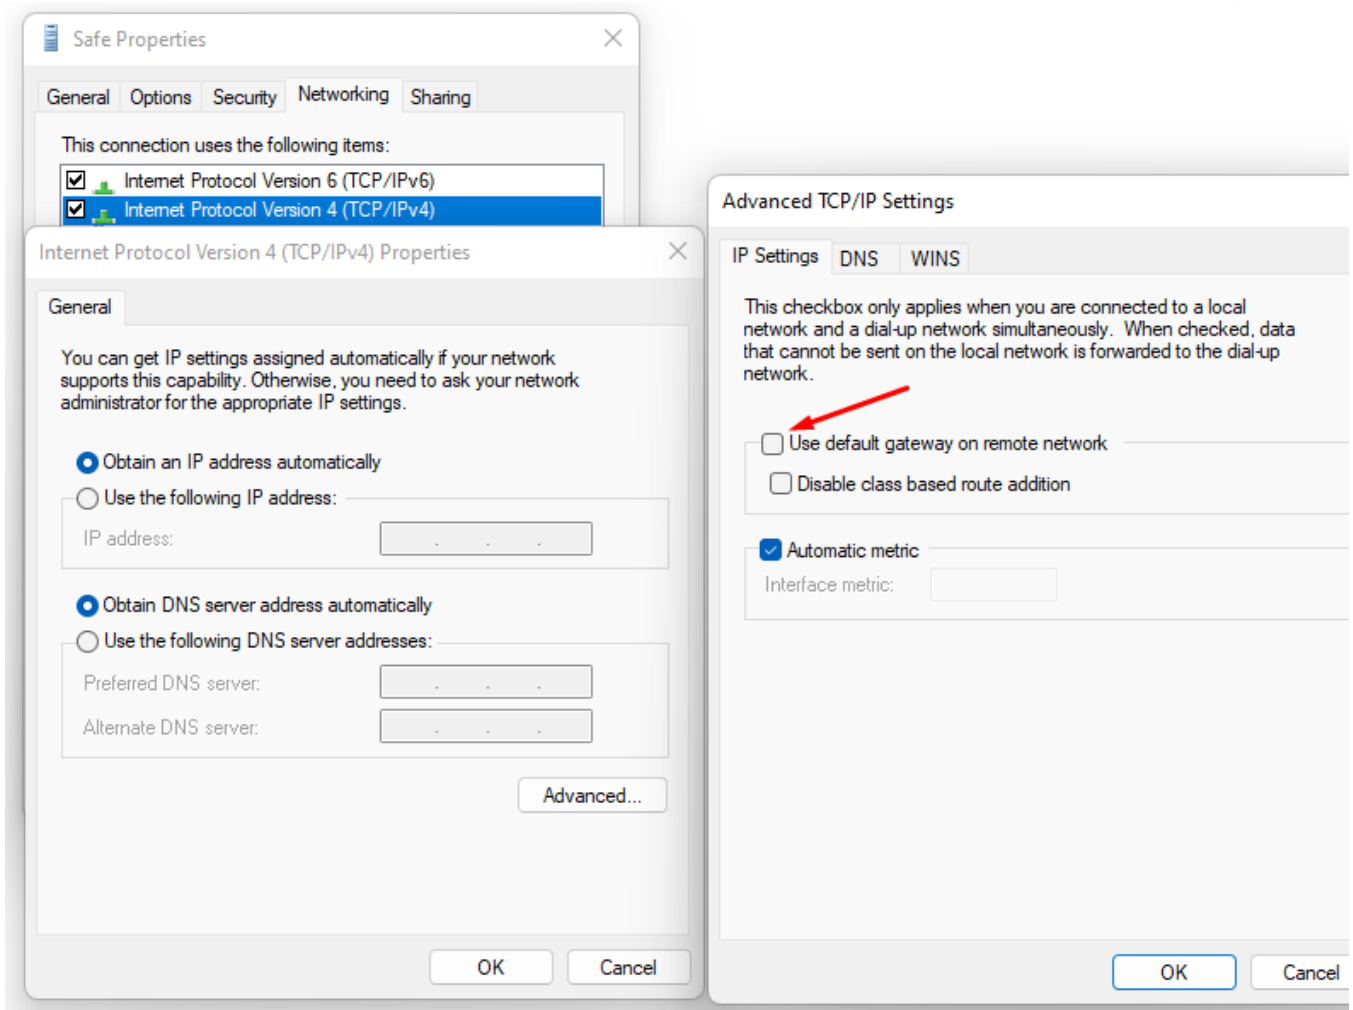 Safe Properties
General Options Security Networking Sharing
This connection uses the following items:
Internet Protocol Version 6 (TCP/IPv6)
Internet Protocol Version 4 (TCP/IPv4)
Internet Protocol Version 4 (TCP/IPv4) Properties
General
You can get IP settings assigned automatically if your network
supports this capability. Otherwise, you need to ask your network
administrator for the appropriate IP settings.
Obtain an IP address automatically
Use the following IP address:
IP address:
Obtain DNS server address automatically
Use the following DNS server addresses:
Preferred DNS server:
Alternate DNS server:
Advanced...
OK Cancel
Advanced TCP/IP Settings
IP Settings DNS WINS
This checkbox only applies when you are connected to a local
network and a dial-up network simultaneously. When checked, data
that cannot be sent on the local network is forwarded to the dial-up
network.
Use default gateway on remote network
Disable class based route addition
Automatic metric
Interface metric:
OK Cancel